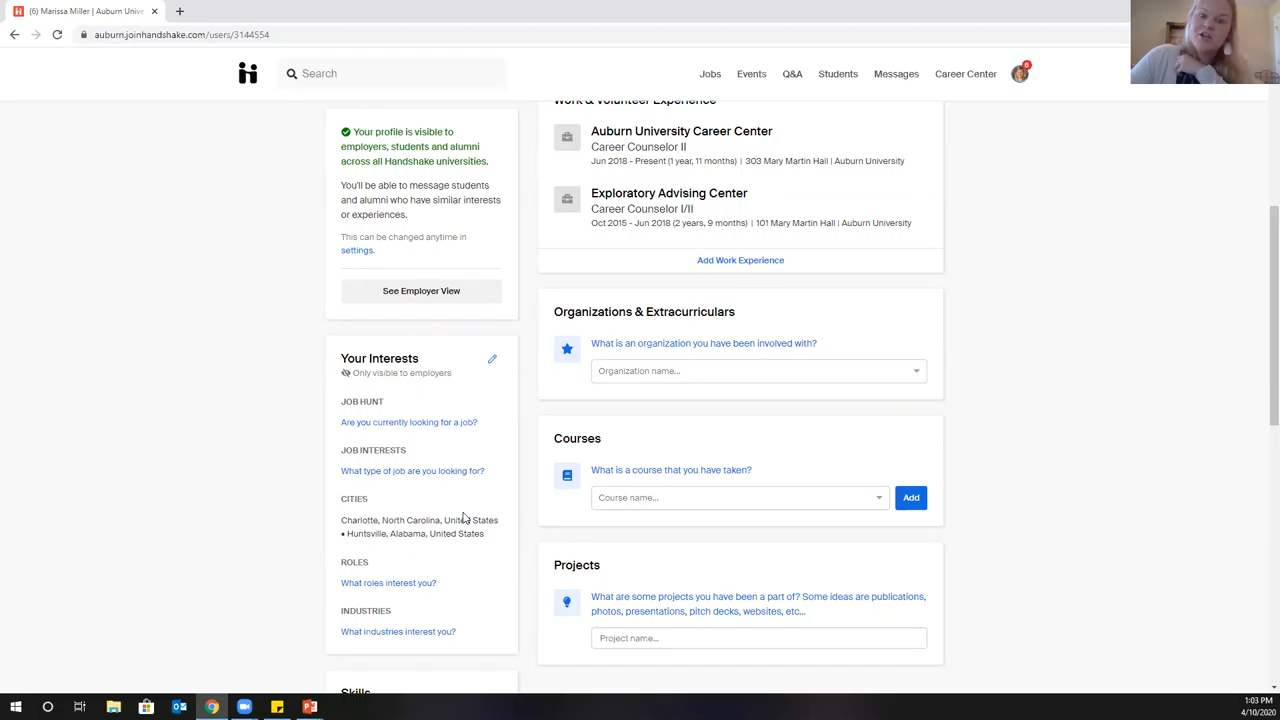 (6) Marissa Miller | Auburn Unive
auburn.joinhandshake.com/users/3144554
Search
Jobs
Events
Q&A
Students
Messages
Career Center
6
Your profile is visible to
employers, students and alumni
across all Handshake universities.
You'll be able to message students
and alumni who have similar interests
or experiences.
This can be changed anytime in
settings.
See Employer View
Your Interests
Only visible to employers
JOB HUNT
Are you currently looking for a job?
JOB INTERESTS
What type of job are you looking for?
CITIES
Charlotte, North Carolina, United States
• Huntsville, Alabama, United States
ROLES
What roles interest you?
INDUSTRIES
What industries interest you?
Skills
Work & Volunteer Experience
Auburn University Career Center
Career Counselor II
Jun 2018 - Present (1 year, 11 months) | 303 Mary Martin Hall | Auburn University
Exploratory Advising Center
Career Counselor I/II
Oct 2015 - Jun 2018 (2 years, 9 months) | 101 Mary Martin Hall | Auburn University
Add Work Experience
Organizations & Extracurriculars
What is an organization you have been involved with?
Organization name...
Courses
What is a course that you have taken?
Course name...
Add
Projects
What are some projects you have been a part of? Some ideas are publications,
photos, presentations, pitch decks, websites, etc...
Project name...
1:03 PM
4/10/2020